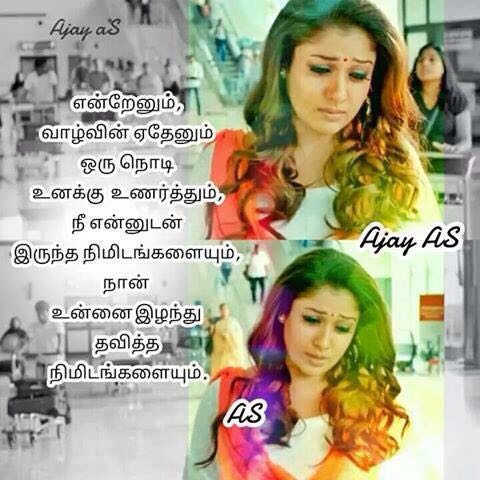 Ajay aS
என்றேனும்,
வாழ்வின் ஏதேனும்
ஒரு நொடி
உனக்கு உணர்த்தும்,
நீ என்னுடன்
இருந்த நிமிடங்களையும்,
நான்
உன்னை இழந்து
தவித்த
நிமிடங்களையும்.
Ajay AS
AS